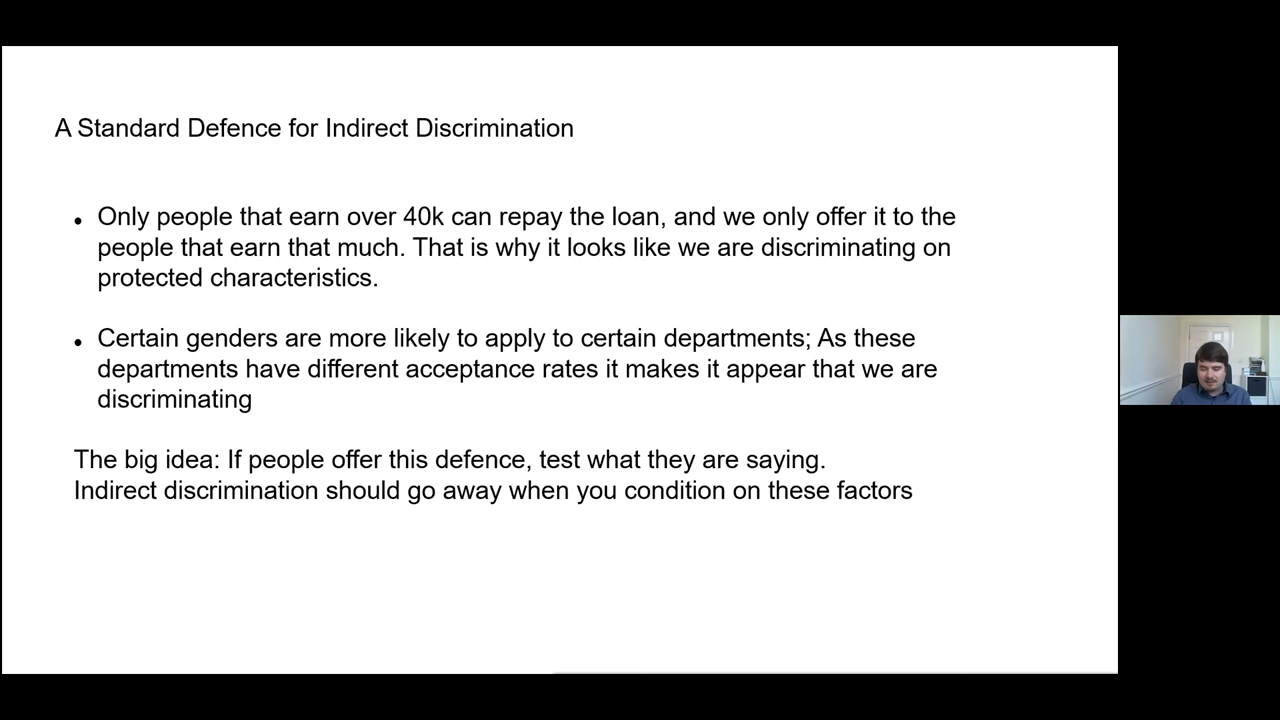 A Standard Defence for Indirect Discrimination
• Only people that earn over 40k can repay the loan, and we only offer it to the
people that earn that much. That is why it looks like we are discriminating on
protected characteristics.
• Certain genders are more likely to apply to certain departments; As these
departments have different acceptance rates it makes it appear that we are
discriminating
The big idea: If people offer this defence, test what they are saying.
Indirect discrimination should go away when you condition on these factors